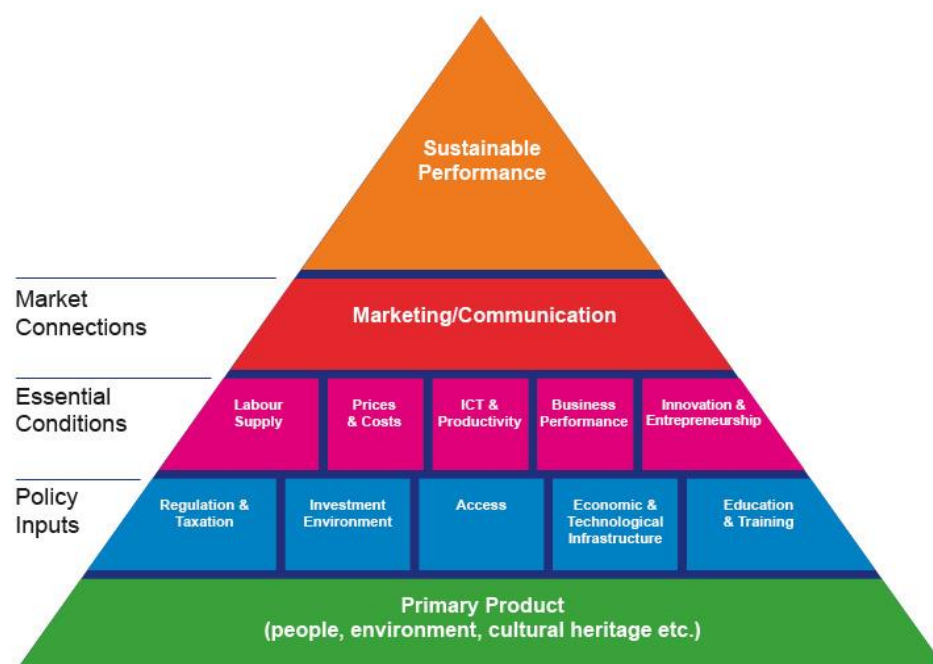 Sustainable
Performance
Market
Connections
Marketing/Communication
Essential
Conditions
Labour
Supply
Prices
& Costs
ICT &
Productivity
Business
Performance
Innovation &
Entrepreneurship
Policy
Inputs
Regulation &
Taxation
Investment
Environment
Access
Economic &
Technological
Infrastructure
Education
& Training
Primary Product
(people, environment, cultural heritage etc.)